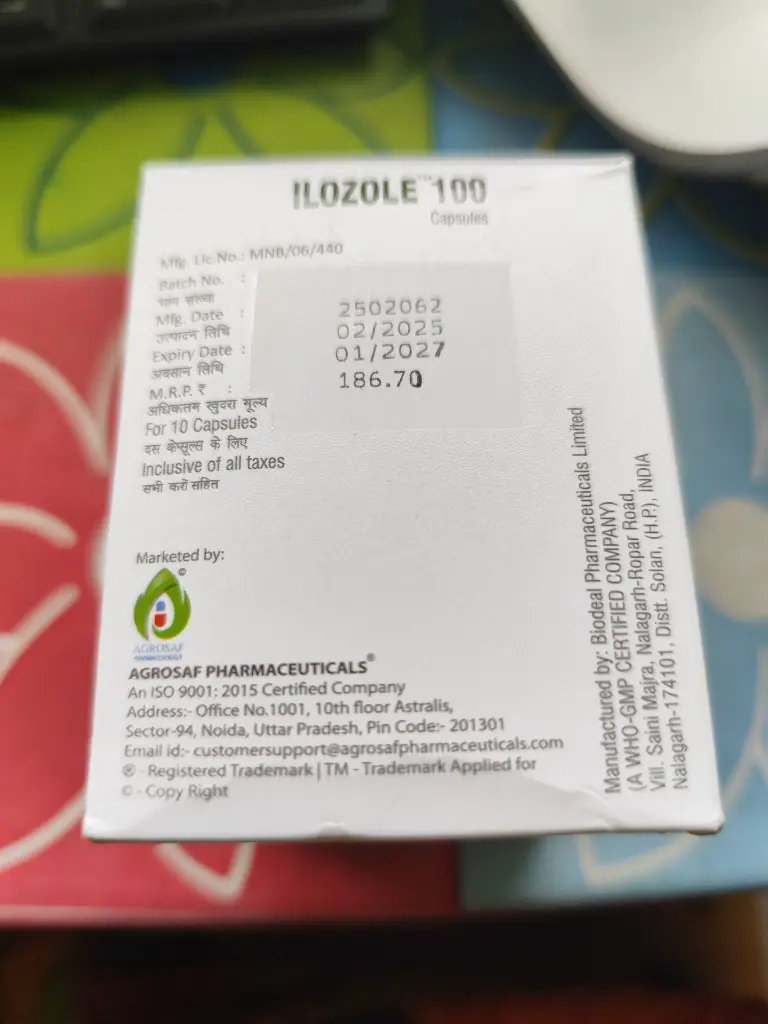 ILOZOLE™ 100
Capsules
Mfg. Lic. No.: MNB/06/440
Batch No. : 2502062
घान संख्या
Mfg. Date : 02/2025
उत्पादन तिथि
Expiry Date : 01/2027
अवसान तिथि
M.R.P. ₹ : 186.70
अधिकतम खुदरा मूल्य
For 10 Capsules
दस कैप्सूल्स के लिए
Inclusive of all taxes
सभी करों सहित
Marketed by:
©
AGROSAF
PHARMACEUTICALS
AGROSAF PHARMACEUTICALS®
An ISO 9001: 2015 Certified Company
Address:- Office No.1001, 10th floor Astralis,
Sector-94, Noida, Uttar Pradesh, Pin Code:- 201301
Email id:- customersupport@agrosafpharmaceuticals.com
® - Registered Trademark | TM - Trademark Applied for
© - Copy Right
Manufactured by: Biodeal Pharmaceuticals Limited
(A WHO-GMP CERTIFIED COMPANY)
Vill. Saini Majra, Nalagarh-Ropar Road,
Nalagarh-174101, Distt. Solan, (H.P.), INDIA